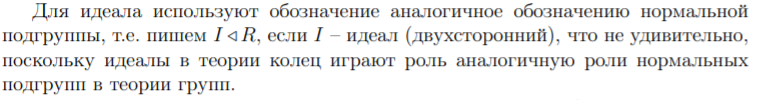 Для идеала используют обозначение аналогичное обозначению нормальной
подгруппы, т.е. пишем I ◁ R, если I – идеал (двухсторонний), что не удивительно,
поскольку идеалы в теории колец играют роль аналогичную роли нормальных
подгрупп в теории групп.